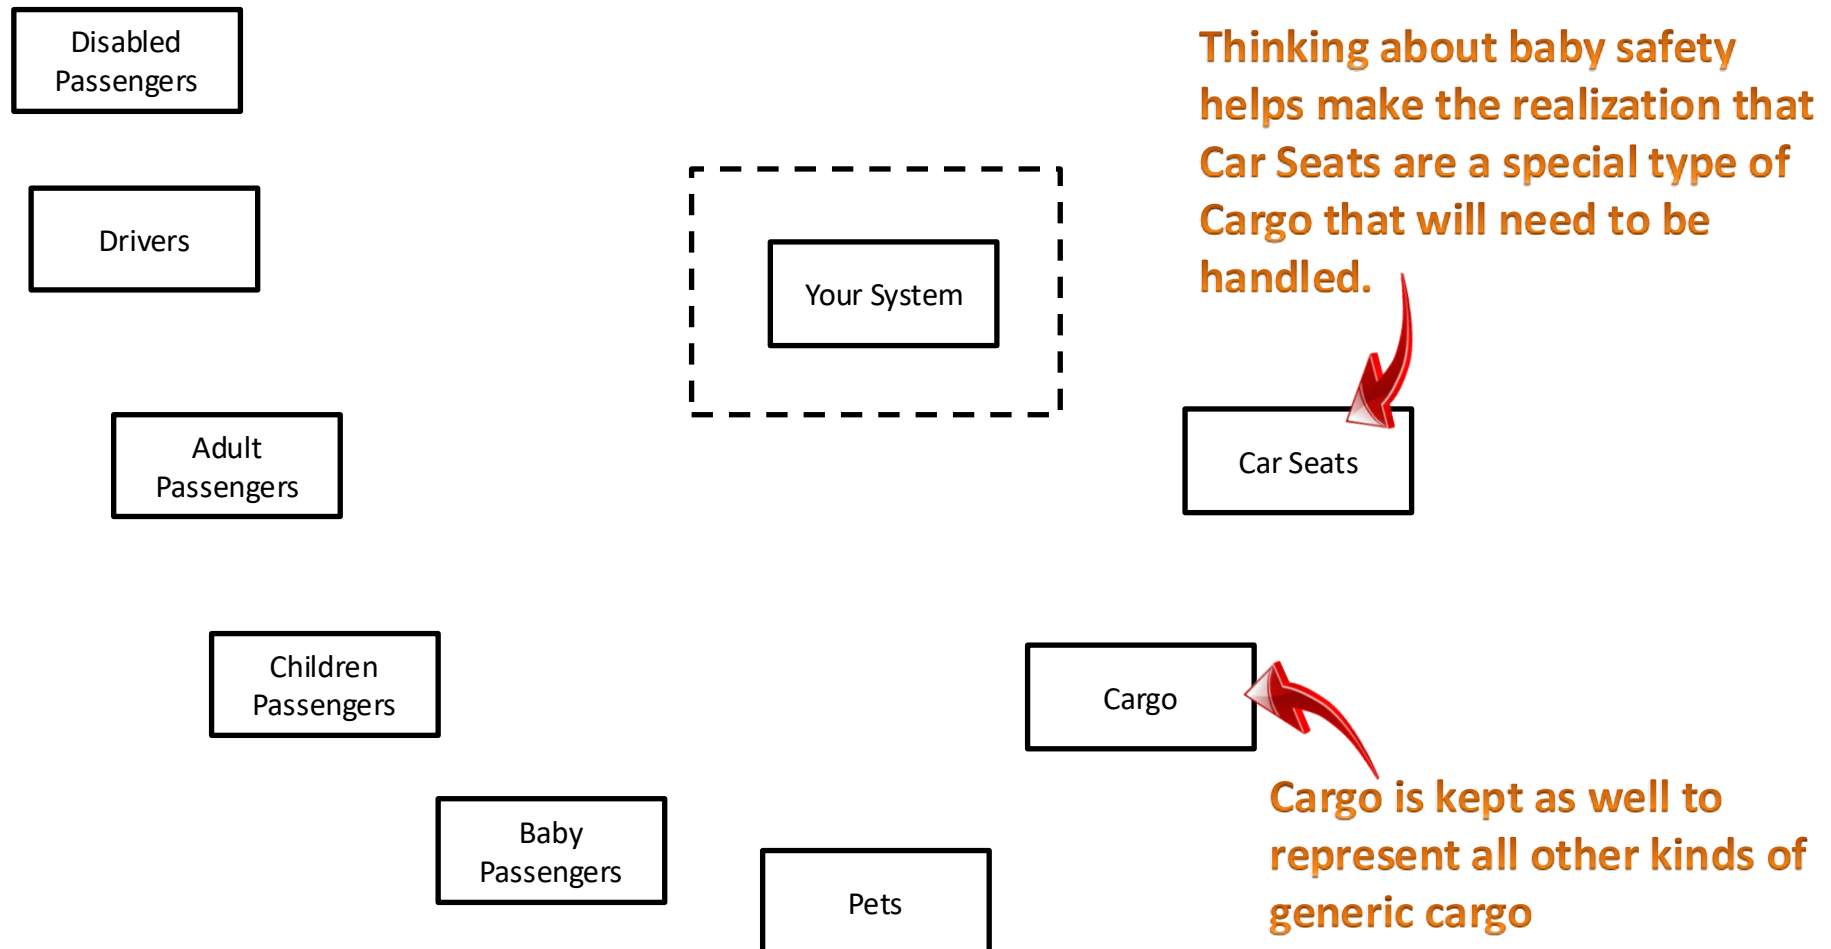 Disabled
Passengers
Drivers
Adult
Passengers
Children
Passengers
Baby
Passengers
Pets
Your System
Thinking about baby safety
helps make the realization that
Car Seats are a special type of
Cargo that will need to be
handled.
Car Seats
Cargo
Cargo is kept as well to
represent all other kinds of
generic cargo